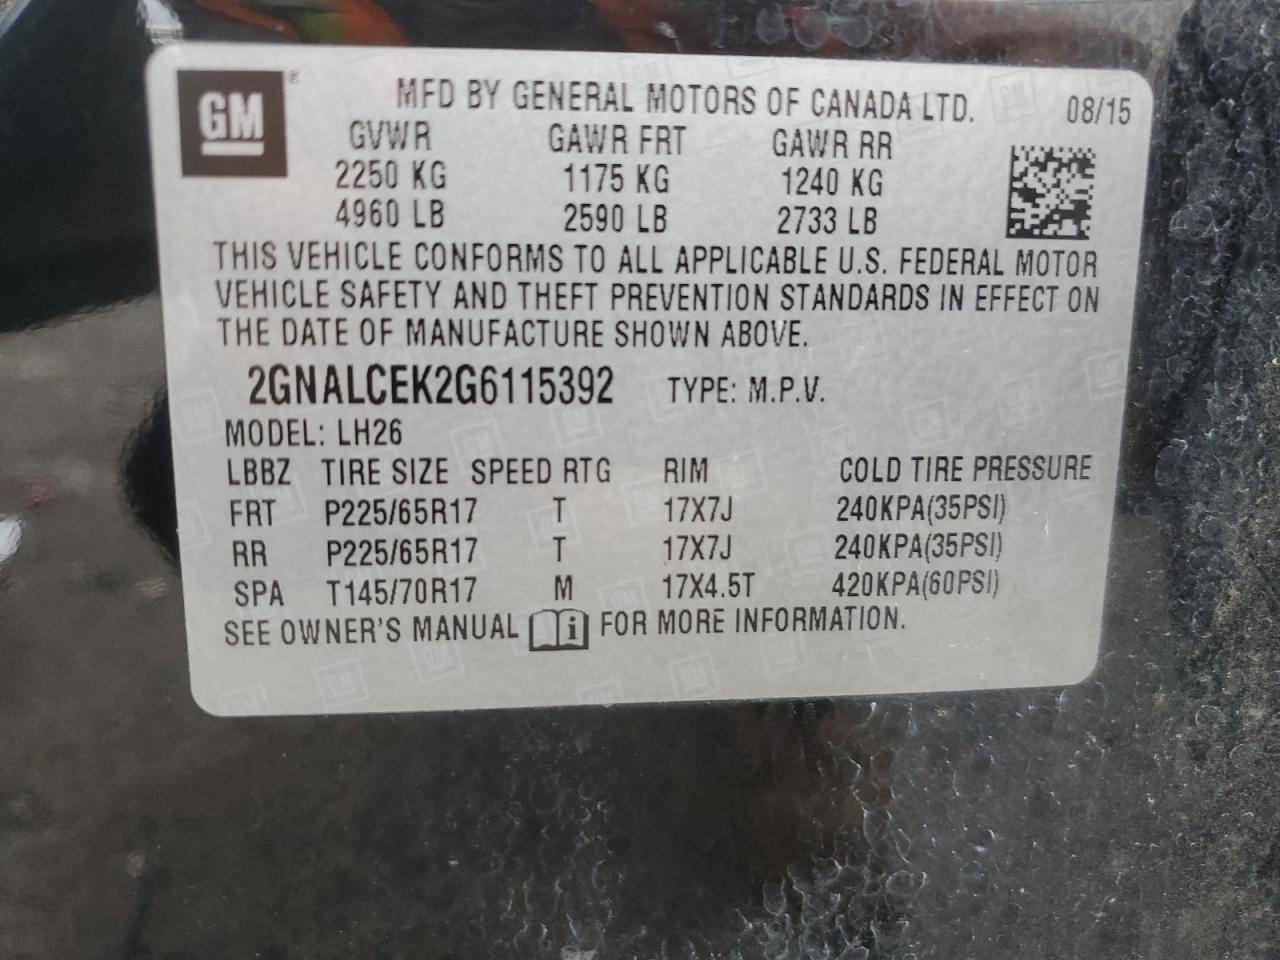 GM®
MFD BY GENERAL MOTORS OF CANADA LTD. 08/15
GVWR GAWR FRT GAWR RR
2250 KG 1175 KG 1240 KG
4960 LB 2590 LB 2733 LB
THIS VEHICLE CONFORMS TO ALL APPLICABLE U.S. FEDERAL MOTOR
VEHICLE SAFETY AND THEFT PREVENTION STANDARDS IN EFFECT ON
THE DATE OF MANUFACTURE SHOWN ABOVE.
2GNALCEK2G6115392 TYPE: M.P.V.
MODEL: LH26
LBBZ TIRE SIZE SPEED RTG RIM COLD TIRE PRESSURE
FRT P225/65R17 T 17X7J 240KPA(35PSI)
RR P225/65R17 T 17X7J 240KPA(35PSI)
SPA T145/70R17 M 17X4.5T 420KPA(60PSI)
SEE OWNER'S MANUAL i FOR MORE INFORMATION.